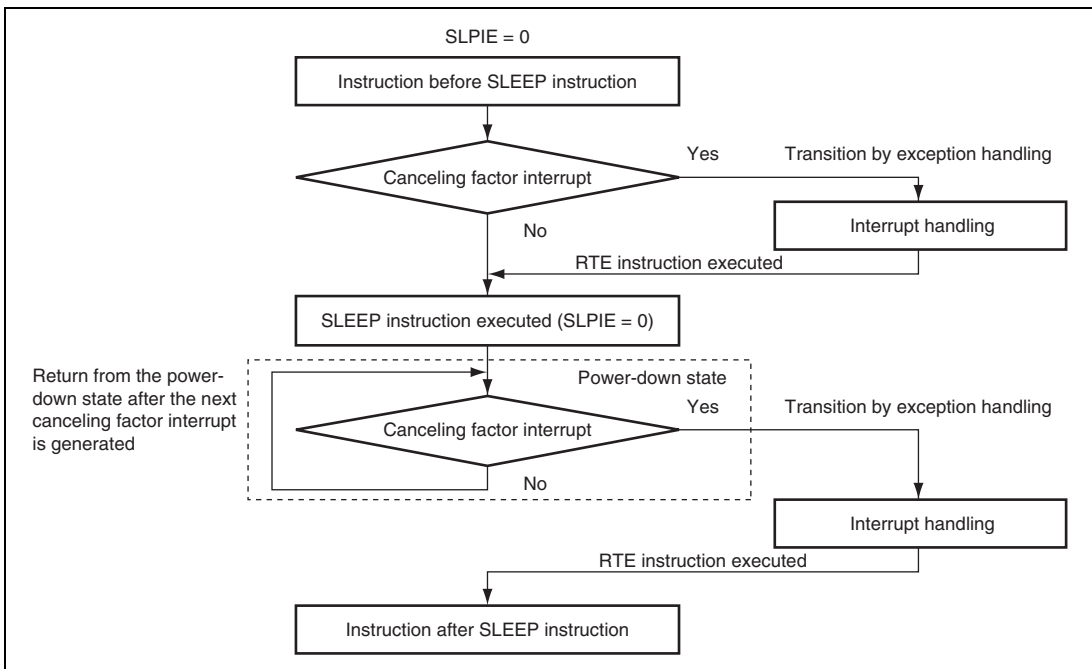 SLPIE = 0
Instruction before SLEEP instruction
Yes
Transition by exception handling
Canceling factor interrupt
Interrupt handling
No
RTE instruction executed
SLEEP instruction executed (SLPIE = 0)
Return from the power-
down state after the next
canceling factor interrupt
is generated
Power-down state
Yes
Transition by exception handling
Canceling factor interrupt
No
Interrupt handling
RTE instruction executed
Instruction after SLEEP instruction